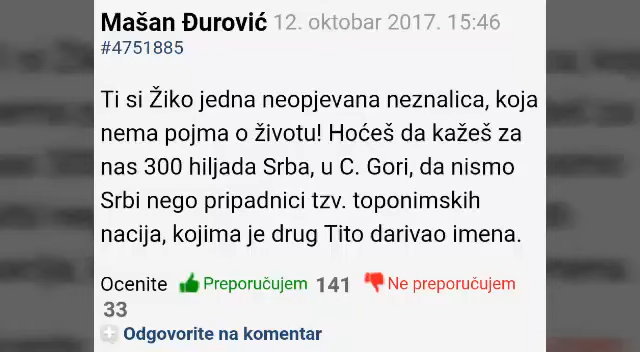 Mašan Đurović 12. oktobar 2017. 15:46
#4751885
Ti si Žiko jedna neopjevana neznalica, koja
nema pojma o životu! Hoćeš da kažeš za
nas 300 hiljada Srba, u C. Gori, da nismo
Srbi nego pripadnici tzv. toponimskih
nacija, kojima je drug Tito darivao imena.
Ocenite Preporučujem 141 Ne preporučujem
33
Odgovorite na komentar